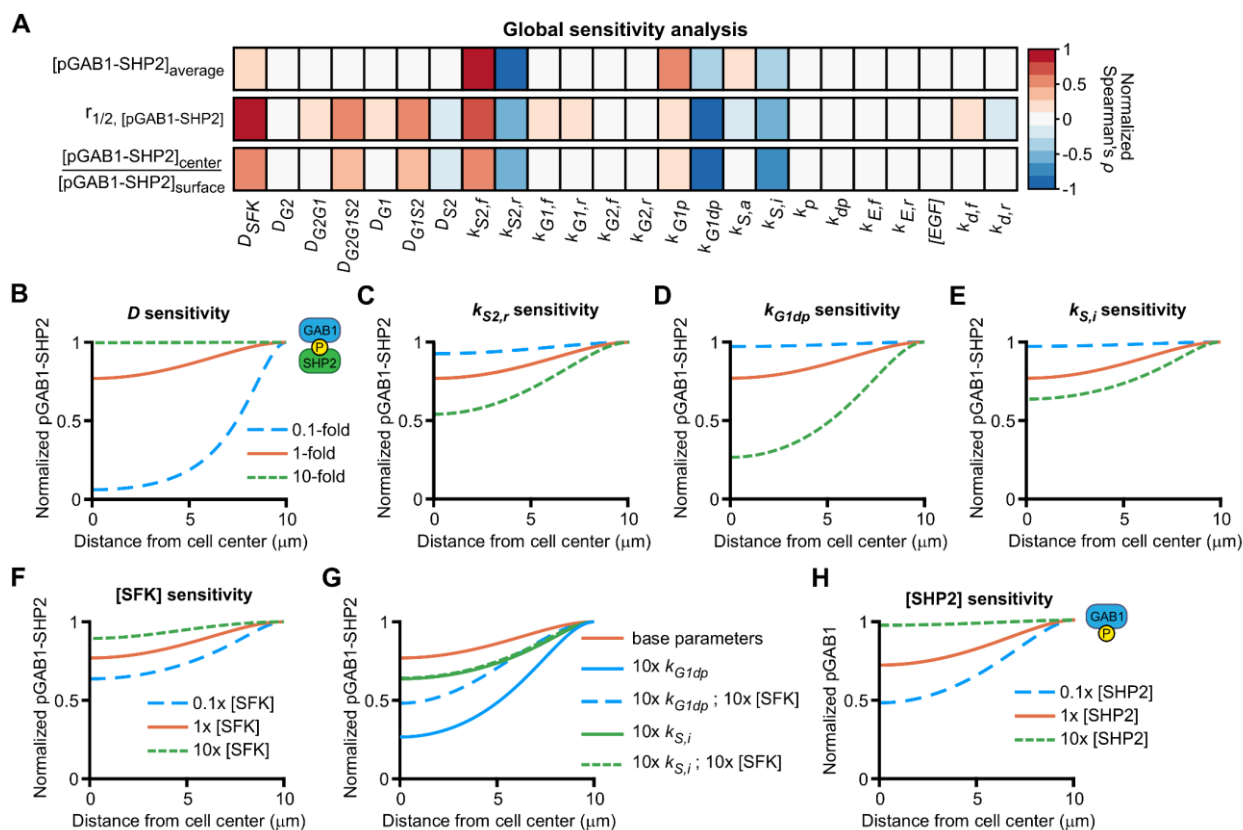 A
Global sensitivity analysis
[pGAB1-SHP2]average
r1/2, [pGAB1-SHP2]
[pGAB1-SHP2]center
[pGAB1-SHP2]surface
1
0.5
0
-0.5
-1
Normalized
Spearman's ρ
DSFK
DG2
DG2G1
DG2G1S2
DG1
DG1S2
DS2
kS2,f
kS2,r
kG1,f
kG1,r
kG2,f
kG2,r
kG1p
kG1dp
kS,a
kS,i
kp
kdp
kE,f
kE,r
[EGF]
kd,f
kd,r
B
D sensitivity
GAB1
P
SHP2
Normalized pGAB1-SHP2
1
0.5
0
0.1-fold
1-fold
10-fold
0 5 10
Distance from cell center (μm)
C
kS2,r sensitivity
Normalized pGAB1-SHP2
1
0.5
0
0 5 10
Distance from cell center (μm)
D
kG1dp sensitivity
Normalized pGAB1-SHP2
1
0.5
0
0 5 10
Distance from cell center (μm)
E
kS,i sensitivity
Normalized pGAB1-SHP2
1
0.5
0
0 5 10
Distance from cell center (μm)
F
[SFK] sensitivity
Normalized pGAB1-SHP2
1
0.5
0
0.1x [SFK]
1x [SFK]
10x [SFK]
0 5 10
Distance from cell center (μm)
G
Normalized pGAB1-SHP2
1
0.5
0
base parameters
10x kG1dp
10x kG1dp ; 10x [SFK]
10x kS,i
10x kS,i ; 10x [SFK]
0 5 10
Distance from cell center (μm)
H
[SHP2] sensitivity
GAB1
P
Normalized pGAB1
1
0.5
0
0.1x [SHP2]
1x [SHP2]
10x [SHP2]
0 5 10
Distance from cell center (μm)